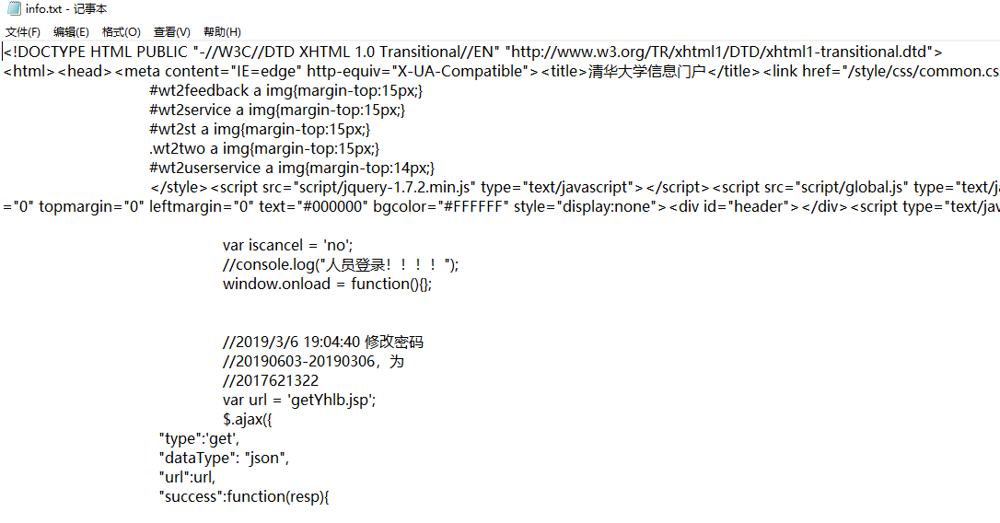 info.txt - 记事本
文件(F) 编辑(E) 格式(O) 查看(V) 帮助(H)
<!DOCTYPE HTML PUBLIC "-//W3C//DTD XHTML 1.0 Transitional//EN" "http://www.w3.org/TR/xhtml1/DTD/xhtml1-transitional.dtd">
<html><head><meta content="IE=edge" http-equiv="X-UA-Compatible"><title>清华大学信息门户</title><link href="/style/css/common.cs
#wt2feedback a img{margin-top:15px;}
#wt2service a img{margin-top:15px;}
#wt2st a img{margin-top:15px;}
.wt2two a img{margin-top:15px;}
#wt2userservice a img{margin-top:14px;}
</style><script src="script/jquery-1.7.2.min.js" type="text/javascript"></script><script src="script/global.js" type="text/ja
="0" topmargin="0" leftmargin="0" text="#000000" bgcolor="#FFFFFF" style="display:none"><div id="header"></div><script type="text/jav
var iscancel = 'no';
//console.log("人员登录！！！！");
window.onload = function(){};
//2019/3/6 19:04:40 修改密码
//20190603-20190306，为
//2017621322
var url = 'getYhlb.jsp';
$.ajax({
"type":'get',
"dataType": "json",
"url":url,
"success":function(resp){